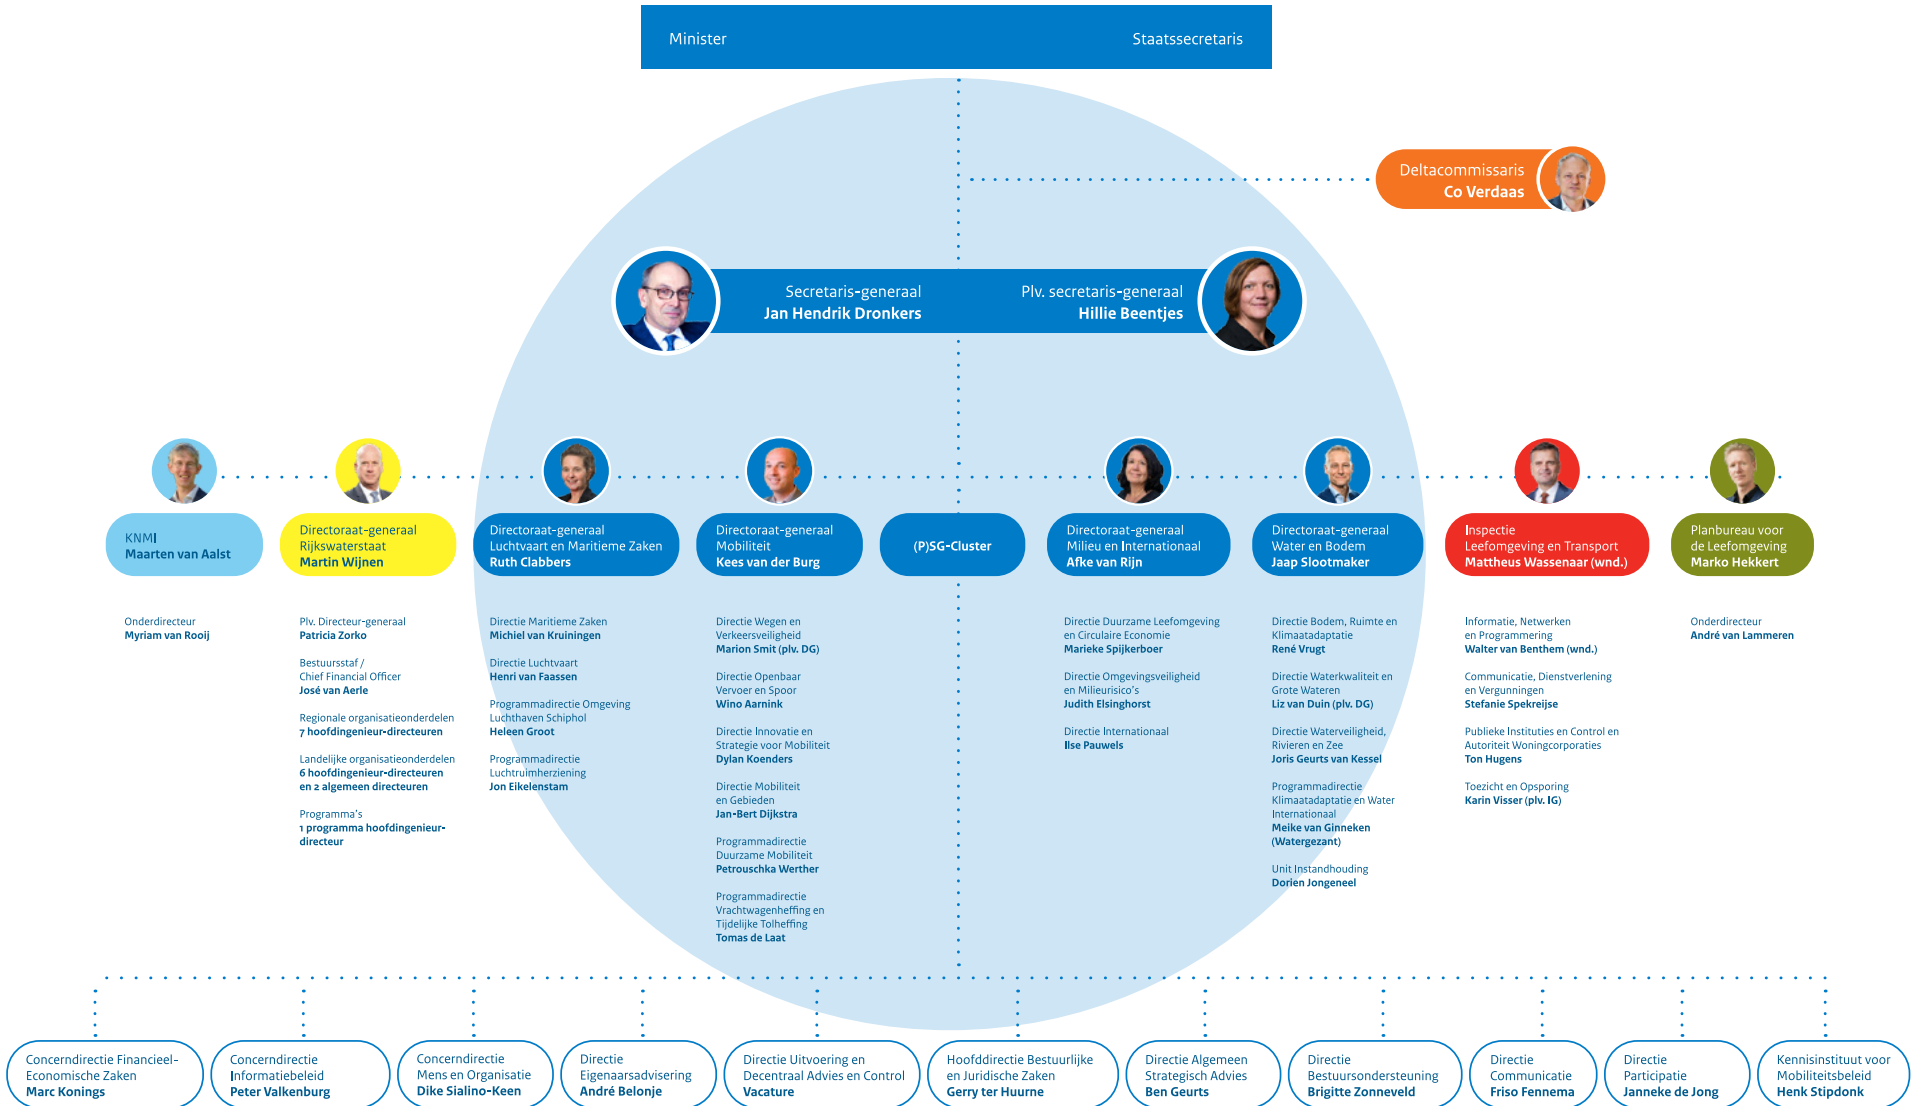 Minister
Staatssecretaris
Deltacommissaris
Co Verdaas
Secretaris-generaal
Jan Hendrik Dronkers
Plv. secretaris-generaal
Hillie Beentjes
KNMI
Maarten van Aalst
Onderdirecteur
Myriam van Rooij
Directoraat-generaal
Rijkswaterstaat
Martin Wijnen
Plv. Directeur-generaal
Patricia Zorko
Bestuursstaf /
Chief Financial Officer
José van Aerle
Regionale organisatieonderdelen
7 hoofdingenieur-directeuren
Landelijke organisatieonderdelen
6 hoofdingenieur-directeuren
en 2 algemeen directeuren
Programma's
1 programma hoofdingenieur-
directeur
Directoraat-generaal
Luchtvaart en Maritieme Zaken
Ruth Clabbers
Directie Maritieme Zaken
Michiel van Kruiningen
Directie Luchtvaart
Henri van Faassen
Programmadirectie Omgeving
Luchthaven Schiphol
Heleen Groot
Programmadirectie
Luchtruimherziening
Jon Eikelenstam
Directoraat-generaal
Mobiliteit
Kees van der Burg
Directie Wegen en
Verkeersveiligheid
Marion Smit (plv. DG)
Directie Openbaar
Vervoer en Spoor
Wino Aarnink
Directie Innovatie en
Strategie voor Mobiliteit
Dylan Koenders
Directie Mobiliteit
en Gebieden
Jan-Bert Dijkstra
Programmadirectie
Duurzame Mobiliteit
Petrouschka Werther
Programmadirectie
Vrachtwagenheffing en
Tijdelijke Tolheffing
Tomas de Laat
(P)SG-Cluster
Directoraat-generaal
Milieu en Internationaal
Afke van Rijn
Directie Duurzame Leefomgeving
en Circulaire Economie
Marieke Spijkerboer
Directie Omgevingsveiligheid
en Milieurisico's
Judith Elsinghorst
Directie Internationaal
Ilse Pauwels
Directoraat-generaal
Water en Bodem
Jaap Slootmaker
Directie Bodem, Ruimte en
Klimaatadaptatie
René Vrugt
Directie Waterkwaliteit en
Grote Wateren
Liz van Duin (plv. DG)
Directie Waterveiligheid,
Rivieren en Zee
Joris Geurts van Kessel
Programmadirectie
Klimaatadaptatie en Water
Internationaal
Meike van Ginneken
(Watergezant)
Unit Instandhouding
Dorien Jongeneel
Inspectie
Leefomgeving en Transport
Mattheus Wassenaar (wnd.)
Informatie, Netwerken
en Programmering
Walter van Benthem (wnd.)
Communicatie, Dienstverlening
en Vergunningen
Stefanie Spekreijse
Publieke Instituties en Control en
Autoriteit Woningcorporaties
Ton Hugens
Toezicht en Opsporing
Karin Visser (plv. IG)
Planbureau voor
de Leefomgeving
Marko Hekkert
Onderdirecteur
André van Lammeren
Concerndirectie Financieel-
Economische Zaken
Marc Konings
Concerndirectie
Informatiebeleid
Peter Valkenburg
Concerndirectie
Mens en Organisatie
Dike Sialino-Keen
Directie
Eigenaarsadvisering
André Belonje
Directie Uitvoering en
Decentraal Advies en Control
Vacature
Hoofddirectie Bestuurlijke
en Juridische Zaken
Gerry ter Huurne
Directie Algemeen
Strategisch Advies
Ben Geurts
Directie
Bestuursondersteuning
Brigitte Zonneveld
Directie
Communicatie
Friso Fennema
Directie
Participatie
Janneke de Jong
Kennisinstituut voor
Mobiliteitsbeleid
Henk Stipdonk